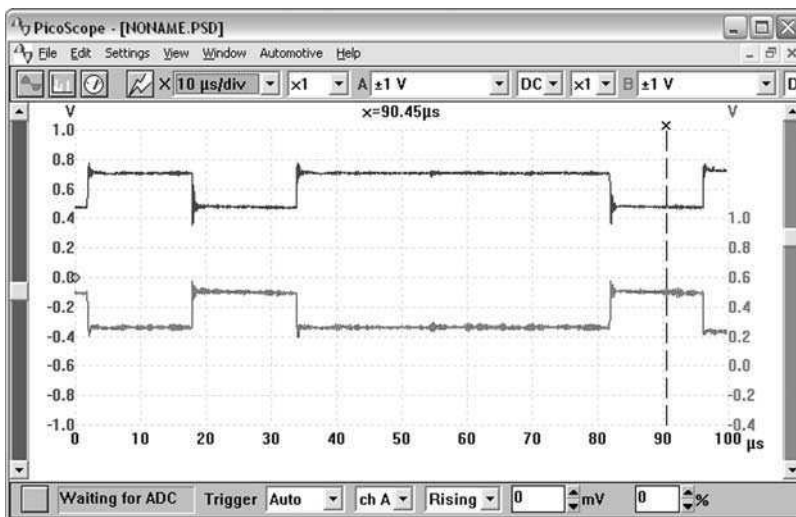 PicoScope - [NONAME.PSD]
File Edit Settings View Window Automotive Help
X 10 µs/div x1 A ±1 V DC x1 B ±1 V D
V x=90.45µs V
1.0
0.8
0.6
0.4 1.0
0.2 0.8
0.0 0.6
-0.2 0.4
-0.4 0.2
-0.6 0.0
-0.8 -0.2
-1.0 -0.4
0 10 20 30 40 50 60 70 80 90 100 µs
Waiting for ADC Trigger Auto ch A Rising 0 mV 0 %